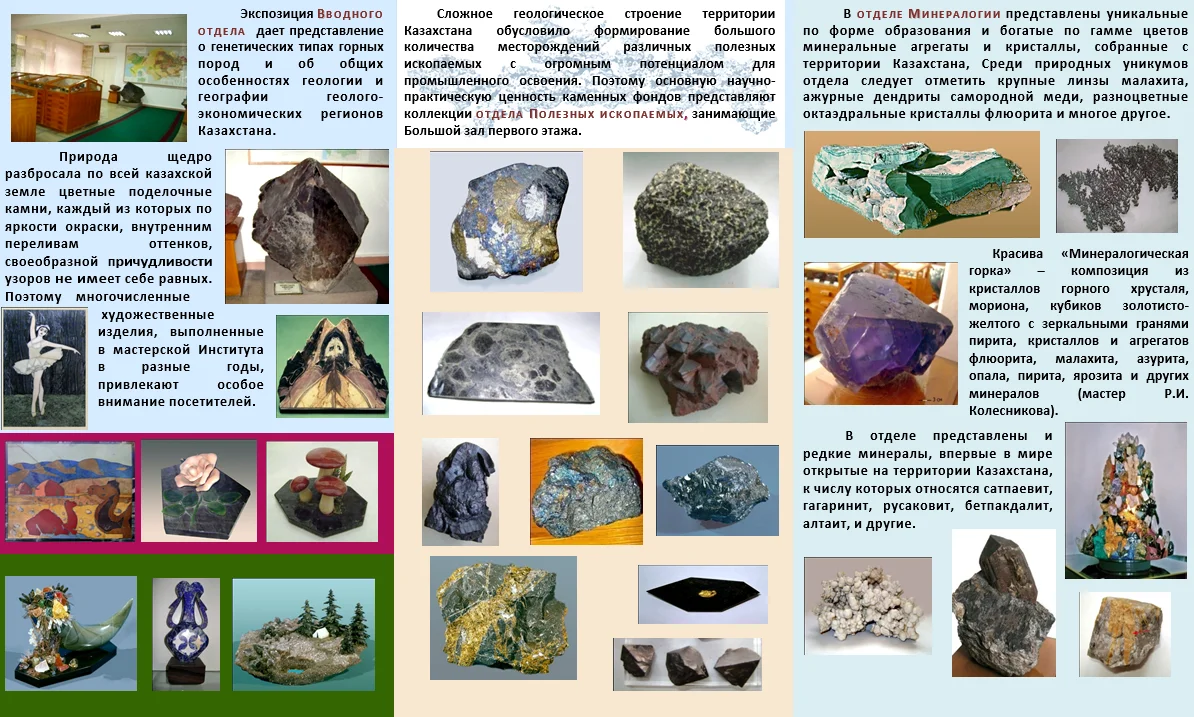 Экспозиция Вводного
отдела дает представление
о генетических типах горных
пород и об общих
особенностях геологии и
географии геолого-
экономических регионов
Казахстана.
Природа щедро
разбросала по всей казахской
земле цветные поделочные
камни, каждый из которых по
яркости окраски, внутренним
переливам оттенков,
своеобразной причудливости
узоров не имеет себе равных.
Поэтому многочисленные
художественные
изделия, выполненные
в мастерской Института
в разные годы,
привлекают особое
внимание посетителей.
Сложное геологическое строение территории
Казахстана обусловило формирование большого
количества месторождений различных полезных
ископаемых с огромным потенциалом для
промышленного освоения. Поэтому основную научно-
практическую ценность каменных фондов представляют
коллекции отдела Полезных ископаемых, занимающие
Большой зал первого этажа.
В отделе Минералогии представлены уникальные
по форме образования и богатые по гамме цветов
минеральные агрегаты и кристаллы, собранные с
территории Казахстана, Среди природных уникумов
отдела следует отметить крупные линзы малахита,
ажурные дендриты самородной меди, разноцветные
октаэдральные кристаллы флюорита и многое другое.
Красива «Минералогическая
горка» – композиция из
кристаллов горного хрусталя,
мориона, кубиков золотисто-
желтого с зеркальными гранями
пирита, кристаллов и агрегатов
флюорита, малахита, азурита,
опала, пирита, ярозита и других
минералов (мастер Р.И.
Колесникова).
В отделе представлены и
редкие минералы, впервые в мире
открытые на территории Казахстана,
к числу которых относятся сатпаевит,
гагаринит, русаковит, бетпакдалит,
алтаит, и другие.